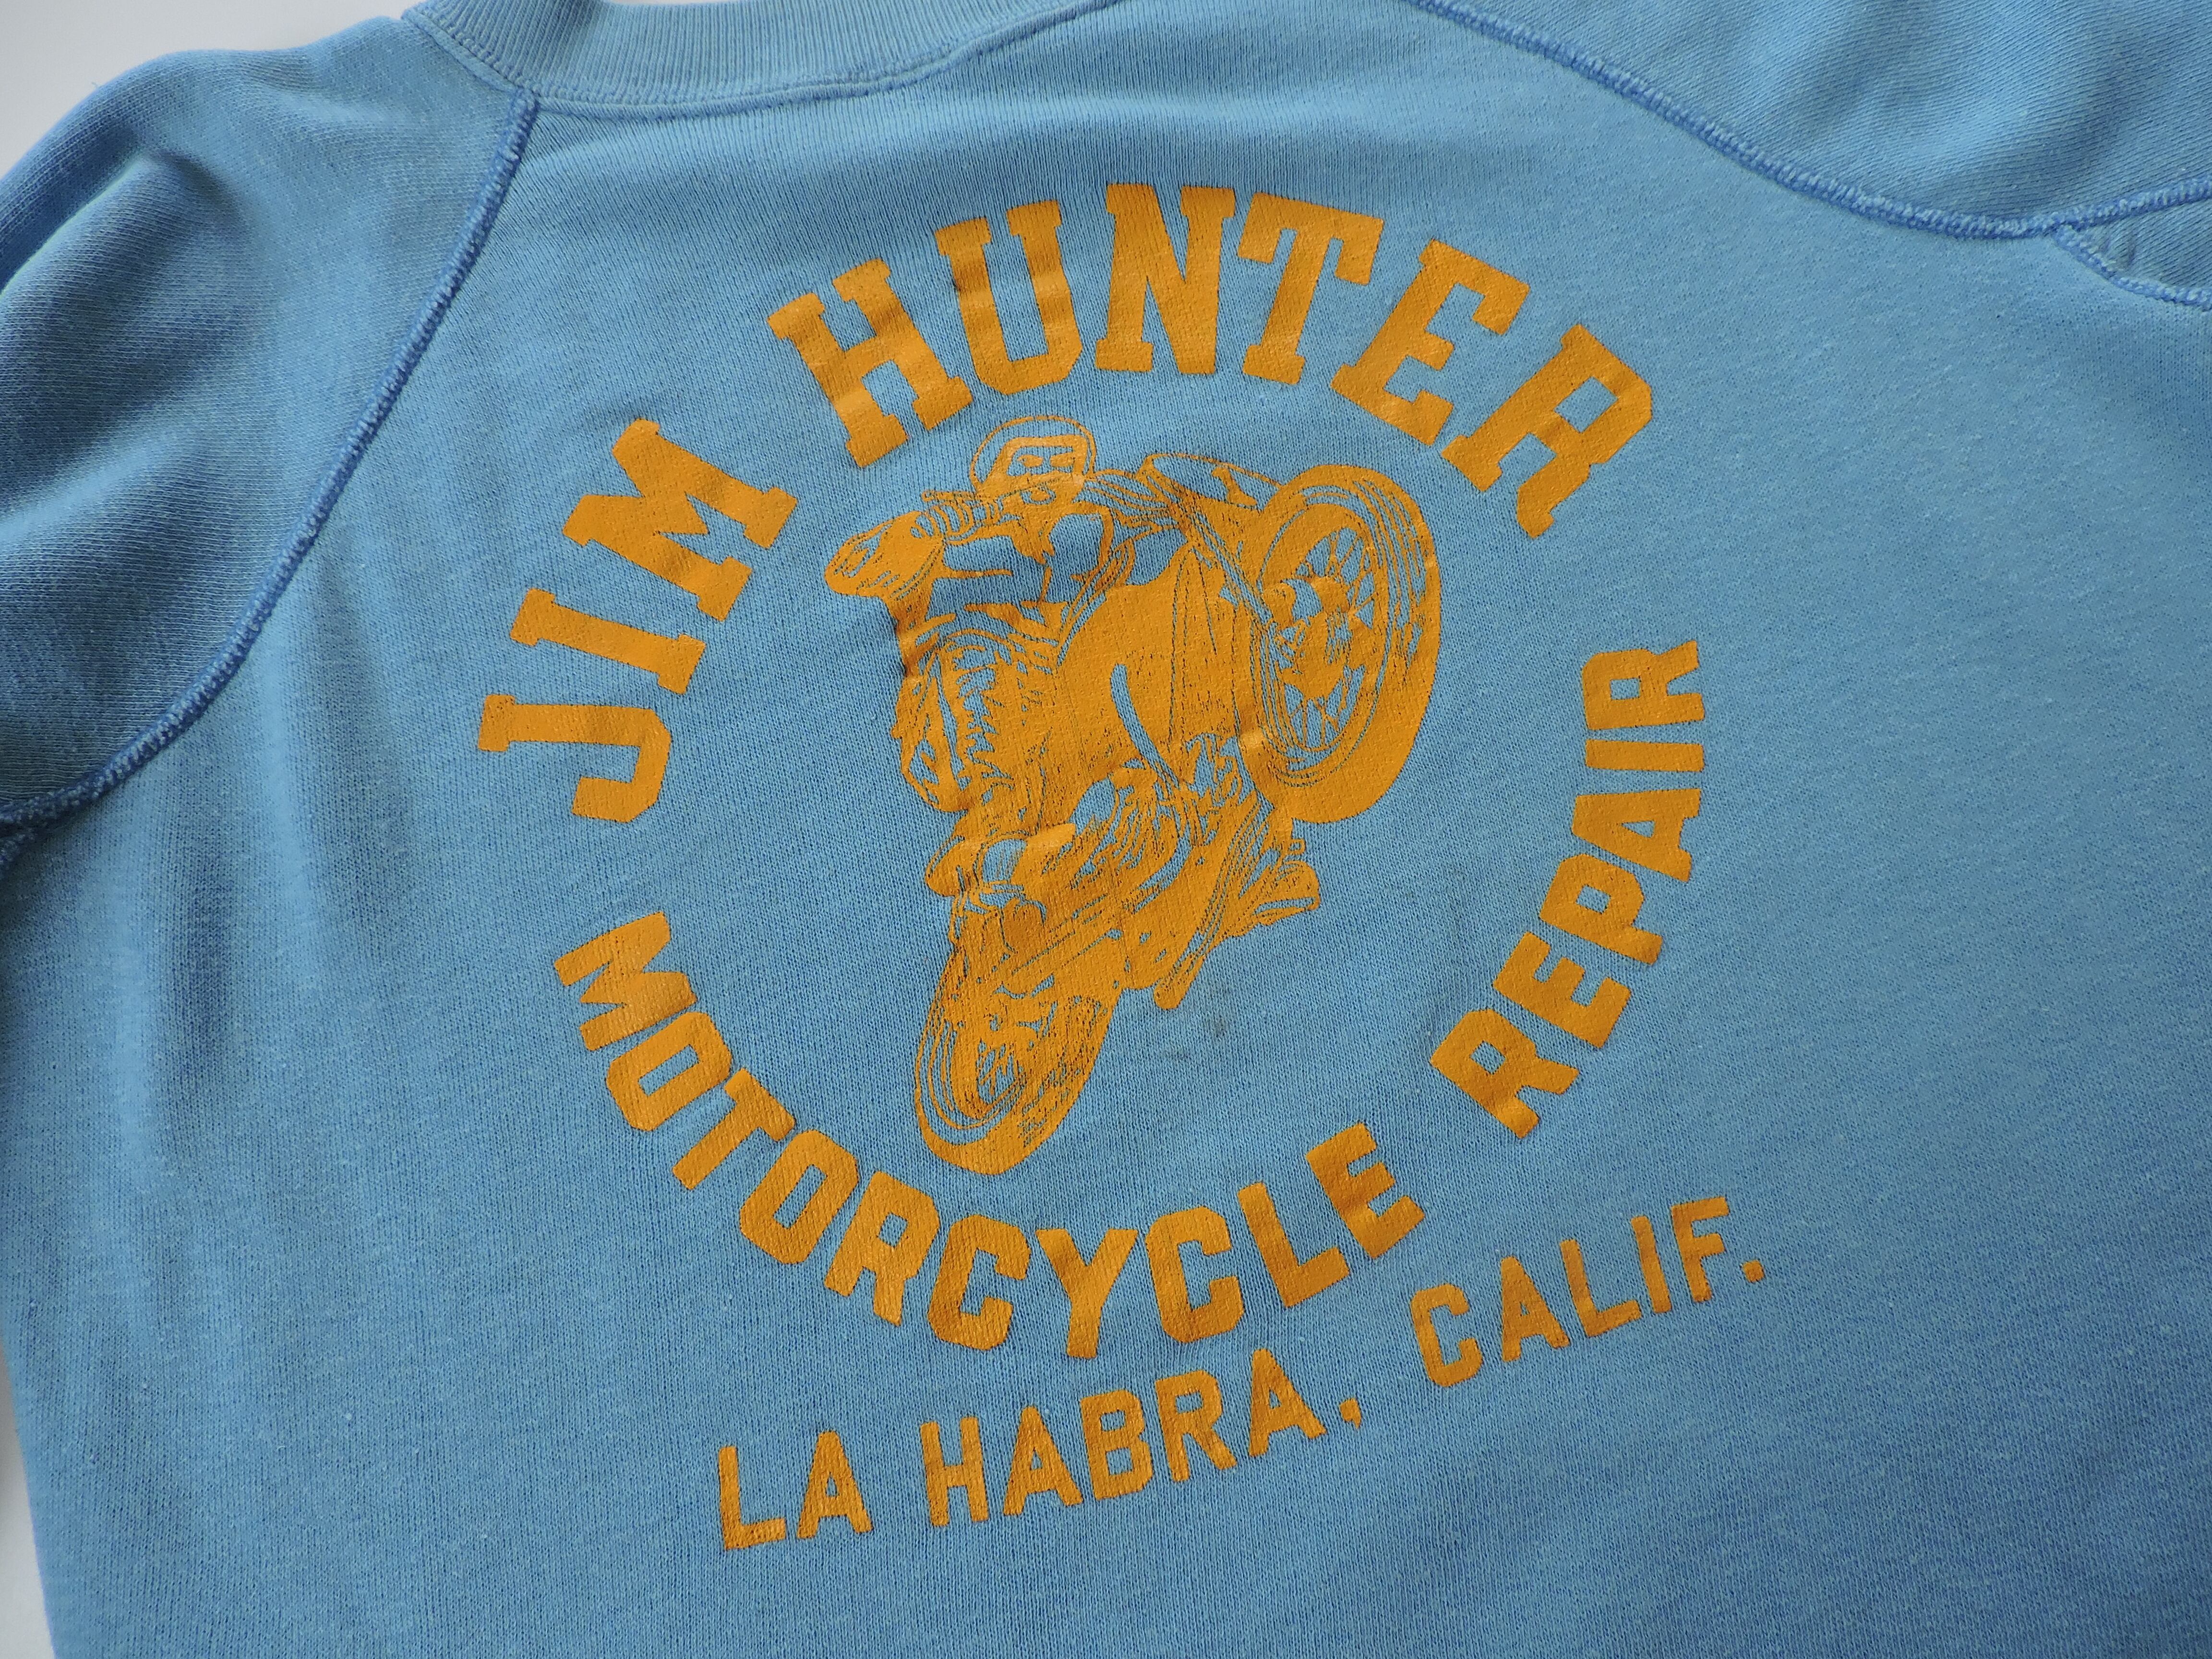 JIM HUNTER
MOTORCYCLE REPAIR
LA HABRA, CALIF.